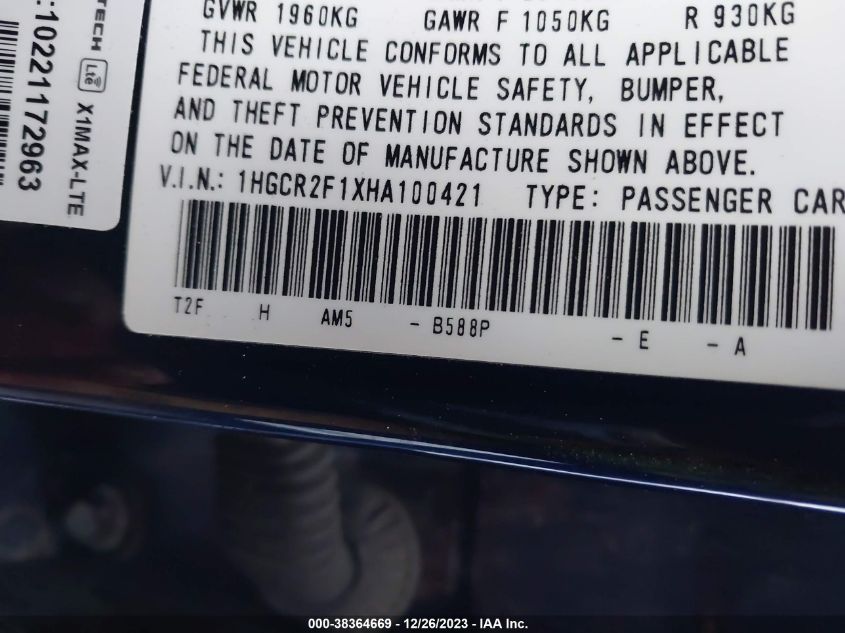 GVWR 1960KG GAWR F 1050KG R 930KG
THIS VEHICLE CONFORMS TO ALL APPLICABLE
FEDERAL MOTOR VEHICLE SAFETY, BUMPER,
AND THEFT PREVENTION STANDARDS IN EFFECT
ON THE DATE OF MANUFACTURE SHOWN ABOVE.
V.I.N.: 1HGCR2F1XHA100421 TYPE: PASSENGER CAR
T2F H AM5 - B588P - E - A
TECH Lte X1MAX-LTE
:10221172963
000-38364669 / 12/26/2023 - IAA Inc.